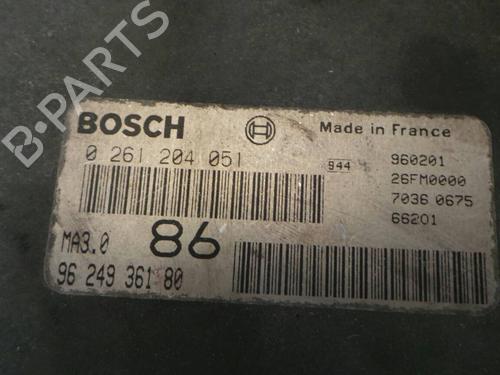 B-PARTS
BOSCH
Made in France
0 261 204 051
944
960201
26FM0000
7036 0675
66201
MA3.0
86
96 249 361 80